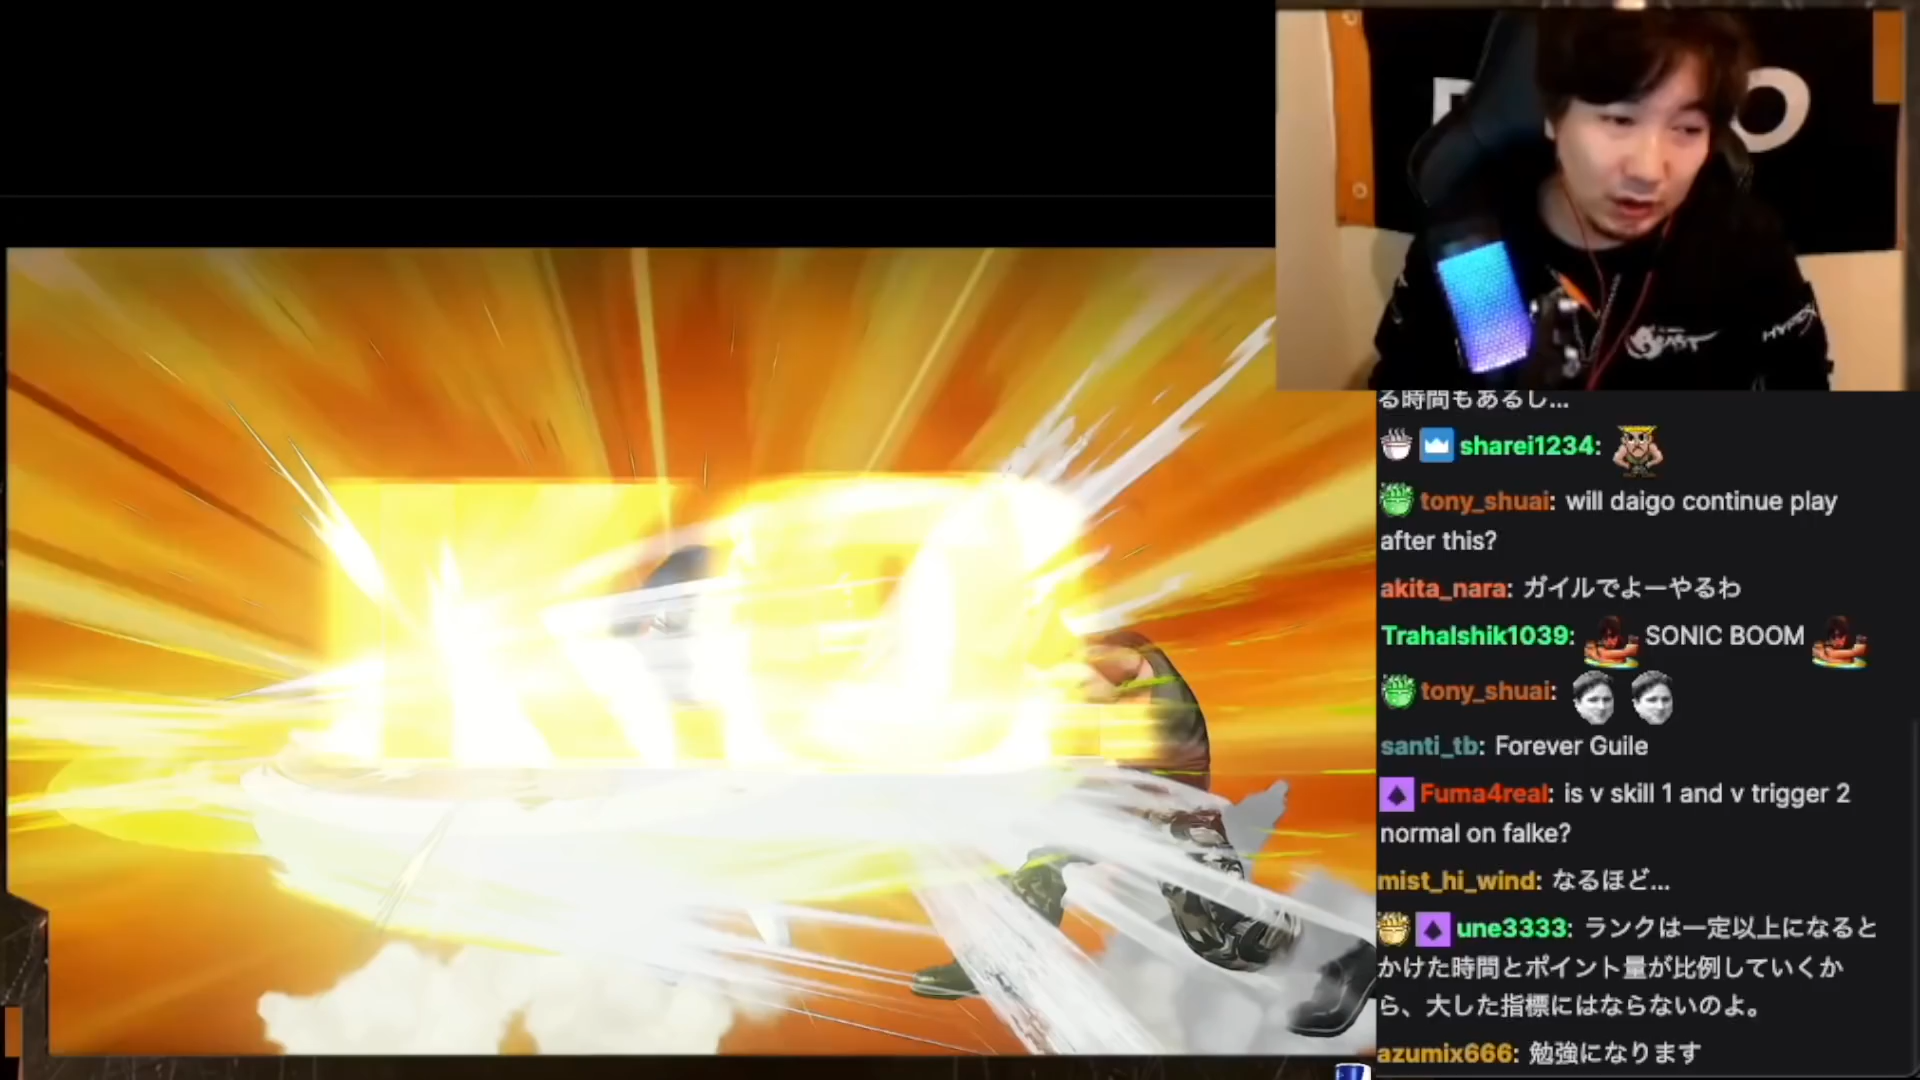 O
BEAST
HYPERX
KO
る時間もあるし...
sharei1234:
tony_shuai: will daigo continue play
after this?
akita_nara: ガイルでよーやるわ
Trahalshik1039: SONIC BOOM
tony_shuai:
santi_tb: Forever Guile
Fuma4real: is v skill 1 and v trigger 2
normal on falke?
mist_hi_wind: なるほど...
une3333: ランクは一定以上になると
かけた時間とポイント量が比例していくか
ら、大した指標にはならないのよ。
azumix666: 勉強になります